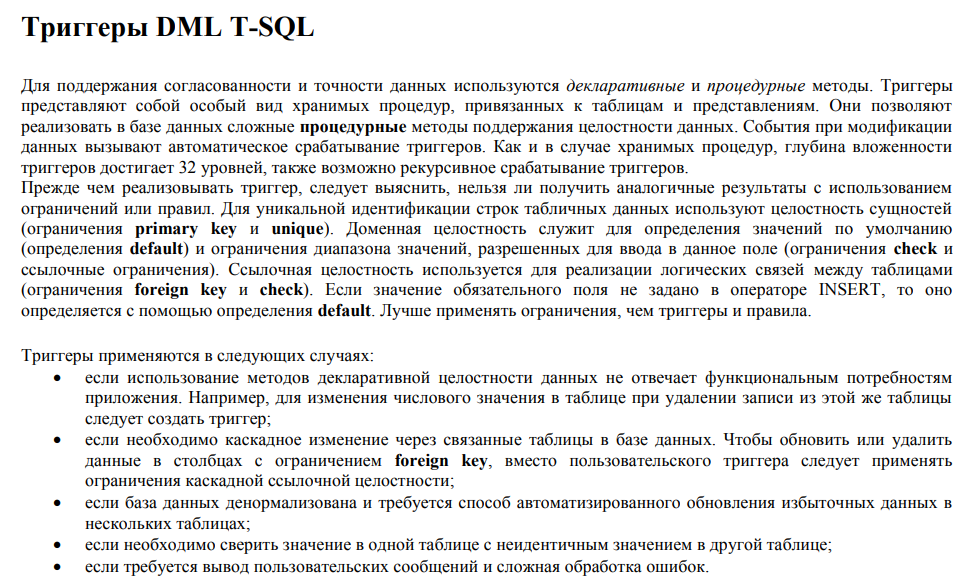 Триггеры DML T-SQL
Для поддержания согласованности и точности данных используются декларативные и процедурные методы. Триггеры
представляют собой особый вид хранимых процедур, привязанных к таблицам и представлениям. Они позволяют
реализовать в базе данных сложные процедурные методы поддержания целостности данных. События при модификации
данных вызывают автоматическое срабатывание триггеров. Как и в случае хранимых процедур, глубина вложенности
триггеров достигает 32 уровней, также возможно рекурсивное срабатывание триггеров.
Прежде чем реализовывать триггер, следует выяснить, нельзя ли получить аналогичные результаты с использованием
ограничений или правил. Для уникальной идентификации строк табличных данных используют целостность сущностей
(ограничения primary key и unique). Доменная целостность служит для определения значений по умолчанию
(определения default) и ограничения диапазона значений, разрешенных для ввода в данное поле (ограничения check и
ссылочные ограничения). Ссылочная целостность используется для реализации логических связей между таблицами
(ограничения foreign key и check). Если значение обязательного поля не задано в операторе INSERT, то оно
определяется с помощью определения default. Лучше применять ограничения, чем триггеры и правила.
Триггеры применяются в следующих случаях:
• если использование методов декларативной целостности данных не отвечает функциональным потребностям
приложения. Например, для изменения числового значения в таблице при удалении записи из этой же таблицы
следует создать триггер;
• если необходимо каскадное изменение через связанные таблицы в базе данных. Чтобы обновить или удалить
данные в столбцах с ограничением foreign key, вместо пользовательского триггера следует применять
ограничения каскадной ссылочной целостности;
• если база данных денормализована и требуется способ автоматизированного обновления избыточных данных в
нескольких таблицах;
• если необходимо сверить значение в одной таблице с неидентичным значением в другой таблице;
• если требуется вывод пользовательских сообщений и сложная обработка ошибок.